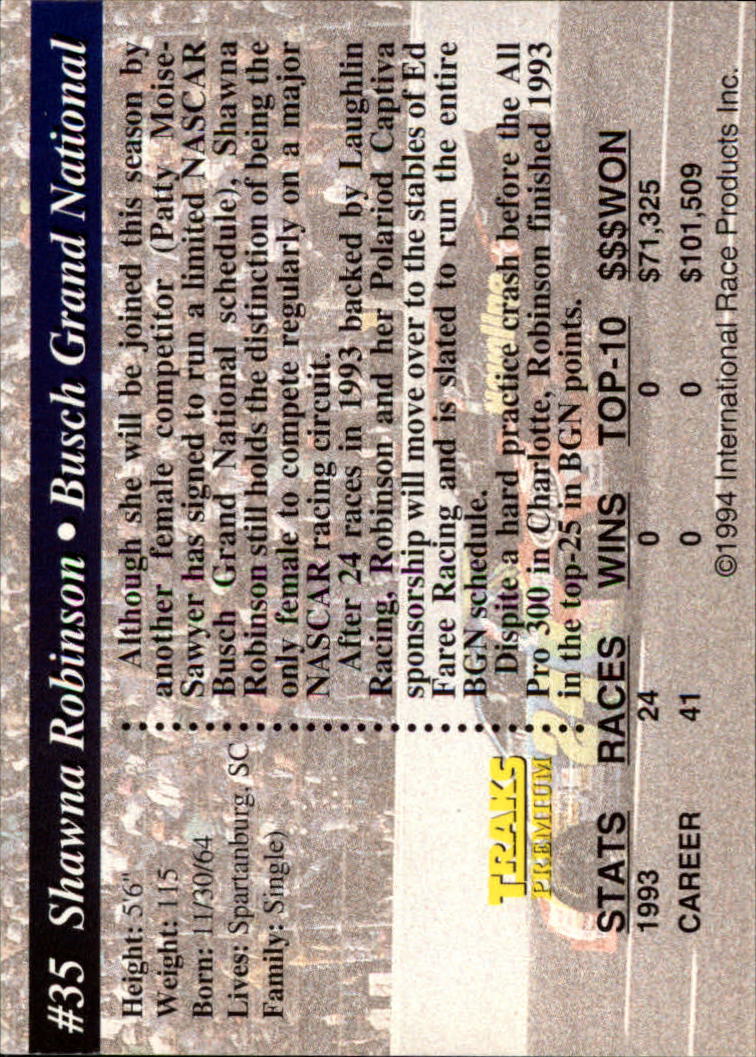 #35 Shawna Robinson • Busch Grand National
Height: 5'6"
Weight: 115
Born: 11/30/64
Lives: Spartanburg, SC
Family: Single)
Although she will be joined this season by
another female competitor (Patty Moise-
Sawyer has signed to run a limited NASCAR
Busch Grand National schedule), Shawna
Robinson still holds the distinction of being the
only female to compete regularly on a major
NASCAR racing circuit.
After 24 races in 1993 backed by Laughlin
Racing, Robinson and her Polariod Captiva
sponsorship will move over to the stables of Ed
Faree Racing and is slated to run the entire
BGN schedule.
Dispite a hard practice crash before the All
Pro 300 in Charlotte, Robinson finished 1993
in the top-25 in BGN points.
TRAKS
PREMIUM
STATS RACES WINS TOP-10 $$$WON
1993 24 0 0 $71,325
CAREER 41 0 0 $101,509
©1994 International Race Products Inc.